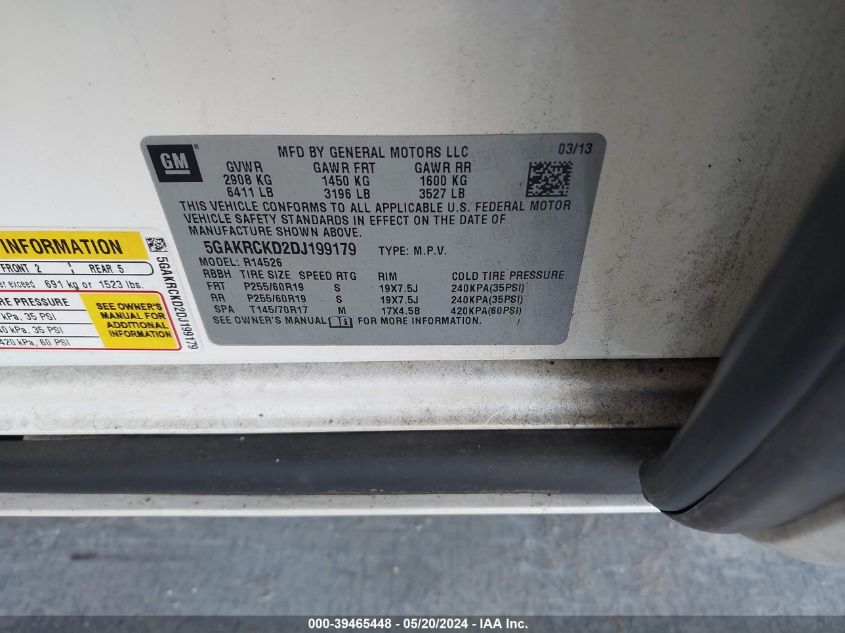 GM
MFD BY GENERAL MOTORS LLC 03/13
GVWR GAWR FRT GAWR RR
2908 KG 1450 KG 1600 KG
6411 LB 3196 LB 3527 LB
THIS VEHICLE CONFORMS TO ALL APPLICABLE U.S. FEDERAL MOTOR
VEHICLE SAFETY STANDARDS IN EFFECT ON THE DATE OF
MANUFACTURE SHOWN ABOVE.
5GAKRCKD2DJ199179 TYPE: M.P.V.
MODEL: R14526
RBBH TIRE SIZE SPEED RTG RIM COLD TIRE PRESSURE
FRT P255/60R19 S 19X7.5J 240KPA(35PSI)
RR P255/60R19 S 19X7.5J 240KPA(35PSI)
SPA T145/70R17 M 17X4.5B 420KPA(60PSI)
SEE OWNER'S MANUAL FOR MORE INFORMATION.
INFORMATION
FRONT 2 REAR 5
exceed 691 kg or 1523 lbs.
RE PRESSURE
kPa, 35 PSI
40 kPa, 35 PSI
420 kPa, 60 PSI
SEE OWNER'S
MANUAL FOR
ADDITIONAL
INFORMATION
5GAKRCKD2DJ199179
000-39465448 - 05/20/2024 - IAA Inc.